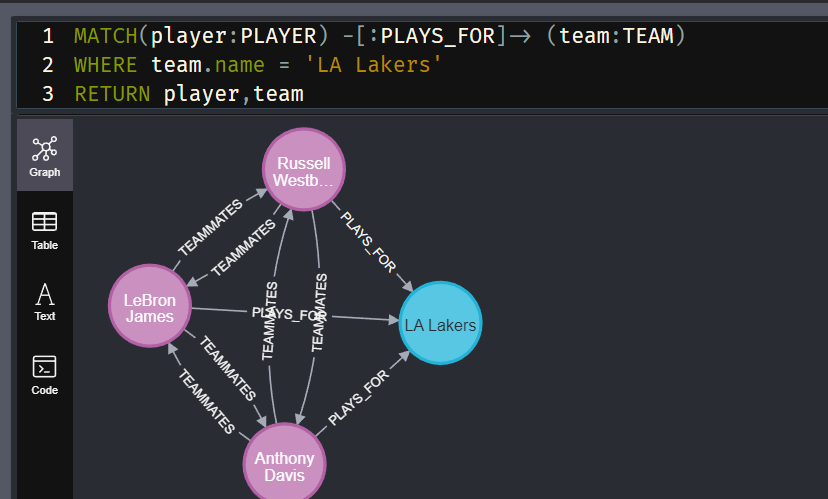 1 MATCH(player:PLAYER) -[:PLAYS_FOR]-> (team:TEAM)
2 WHERE team.name = 'LA Lakers'
3 RETURN player,team
Graph
Table
Text
Code
Russell
Westb...
TEAMMATES
TEAMMATES
PLAYS_FOR
LeBron
James
PLAYS_FOR
TEAMMATES
TEAMMATES
LA Lakers
TEAMMATES
TEAMMATES
PLAYS_FOR
Anthony
Davis